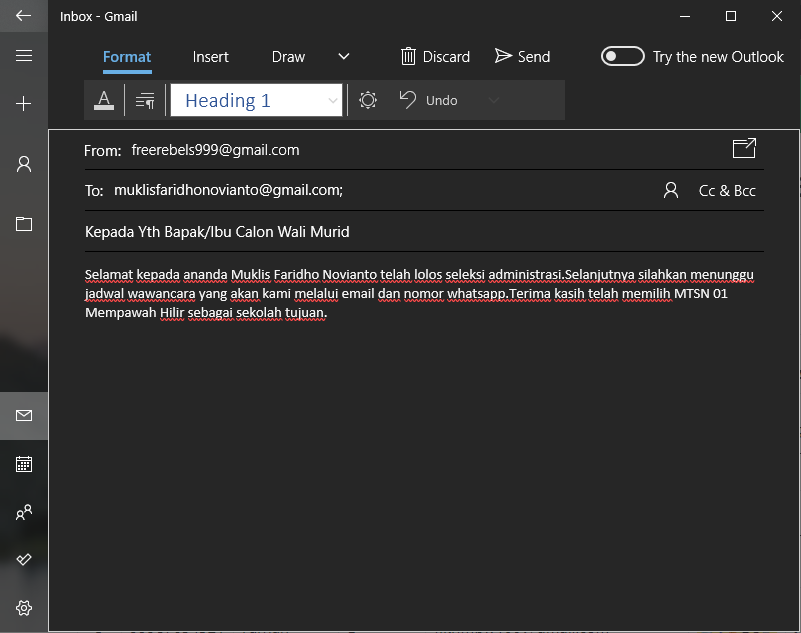 Inbox - Gmail
Format Insert Draw Discard Send Try the new Outlook
A Heading 1 Undo
From: freerebels999@gmail.com
To: muklisfaridhonovianto@gmail.com; Cc & Bcc
Kepada Yth Bapak/Ibu Calon Wali Murid
Selamat kepada ananda Muklis Faridho Novianto telah lolos seleksi administrasi.Selanjutnya silahkan menunggu
jadwal wawancara yang akan kami melalui email dan nomor whatsapp.Terima kasih telah memilih MTSN 01
Mempawah Hilir sebagai sekolah tujuan.